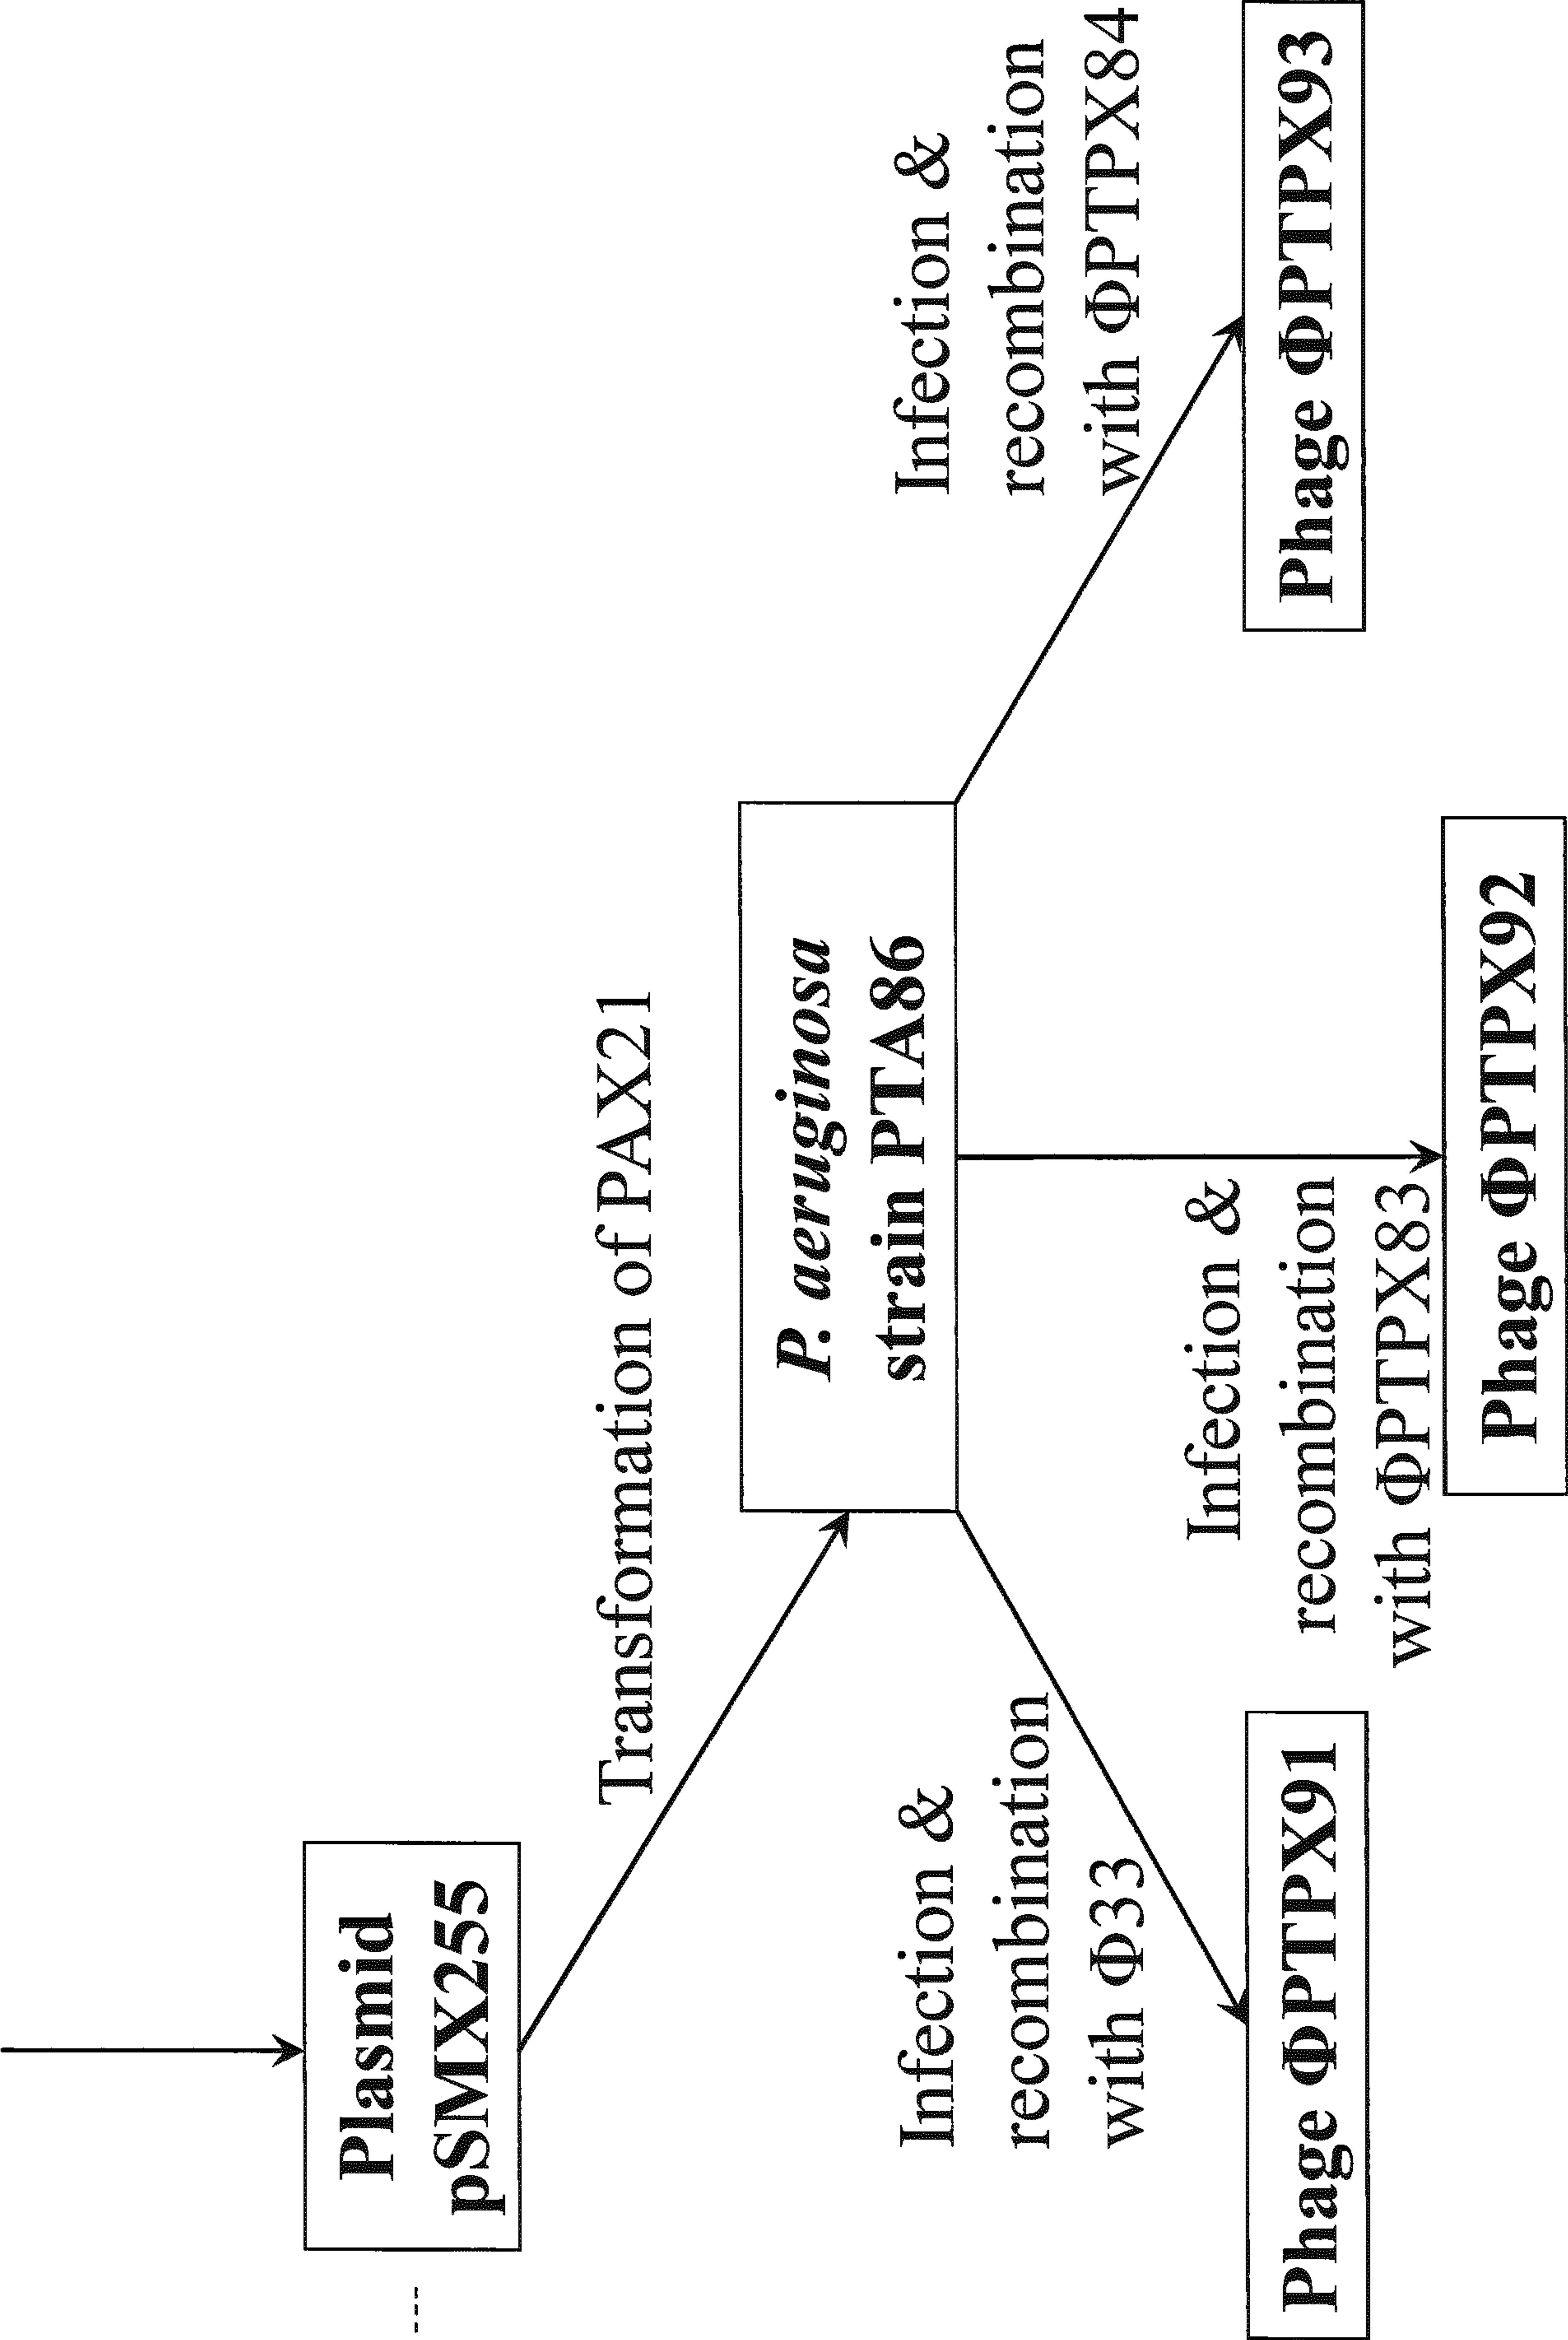 Plasmid
pSMX255
----
Transformation of PAX21
P. aeruginosa
strain PTA86
Infection &
recombination
with Φ33
Infection &
recombination
with ΦPTPX83
Infection &
recombination
with ΦPTPX84
Phage ΦPTPX91
Phage ΦPTPX92
Phage ΦPTPX93